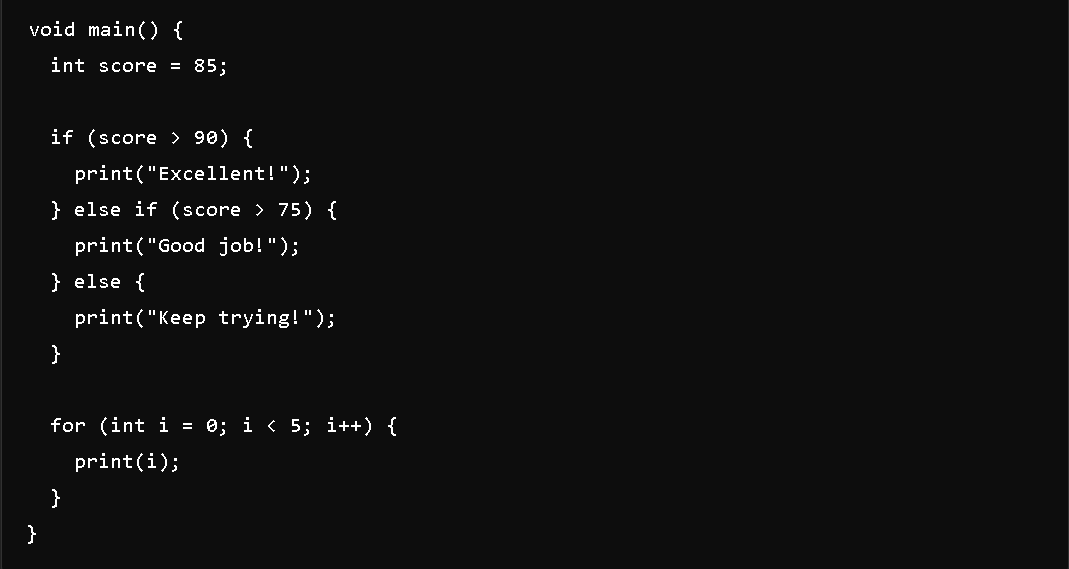 void main() {
  int score = 85;

  if (score > 90) {
    print("Excellent!");
  } else if (score > 75) {
    print("Good job!");
  } else {
    print("Keep trying!");
  }

  for (int i = 0; i < 5; i++) {
    print(i);
  }
}